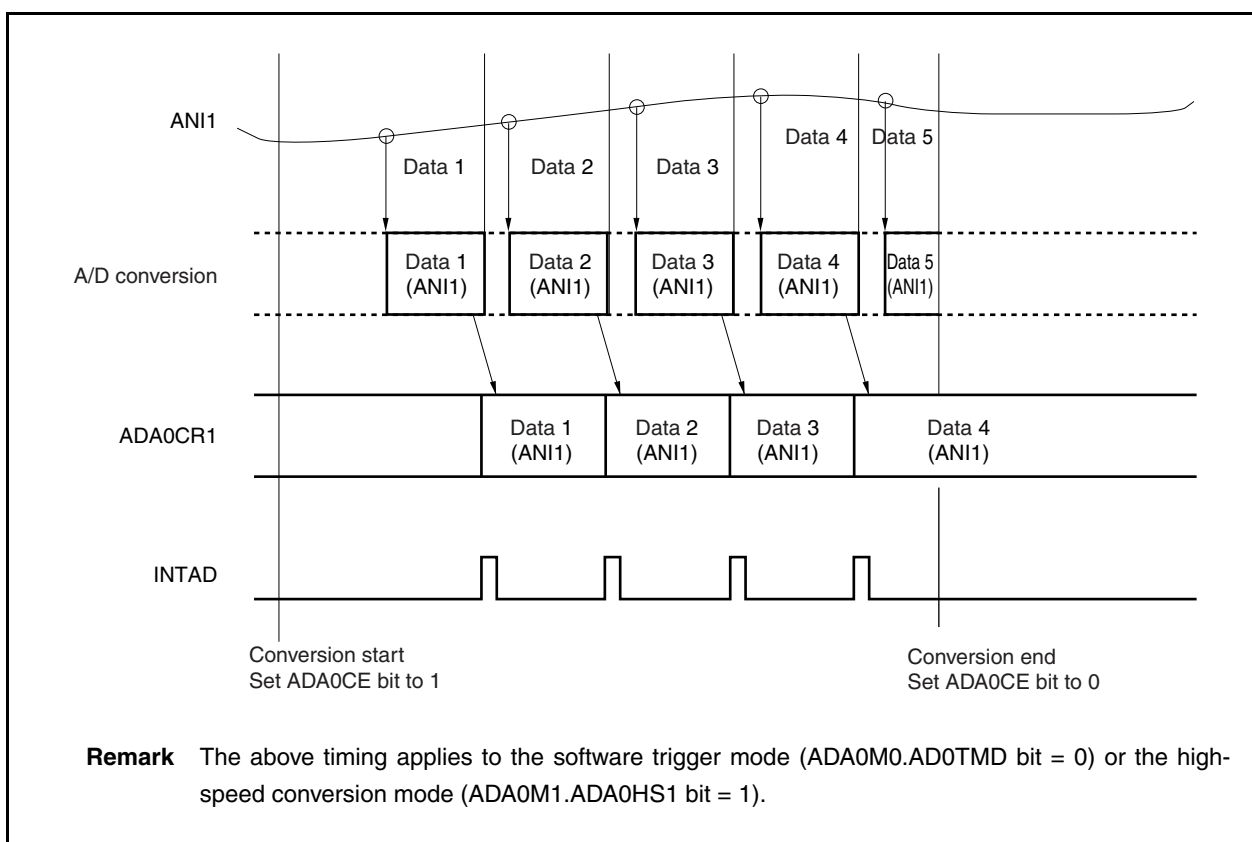 ANI1
Data 1
Data 2
Data 3
Data 4
Data 5
A/D conversion
Data 1
(ANI1)
Data 2
(ANI1)
Data 3
(ANI1)
Data 4
(ANI1)
Data 5
(ANI1)
ADA0CR1
Data 1
(ANI1)
Data 2
(ANI1)
Data 3
(ANI1)
Data 4
(ANI1)
INTAD
Conversion start
Set ADA0CE bit to 1
Conversion end
Set ADA0CE bit to 0
Remark The above timing applies to the software trigger mode (ADA0M0.AD0TMD bit = 0) or the high-
speed conversion mode (ADA0M1.ADA0HS1 bit = 1).